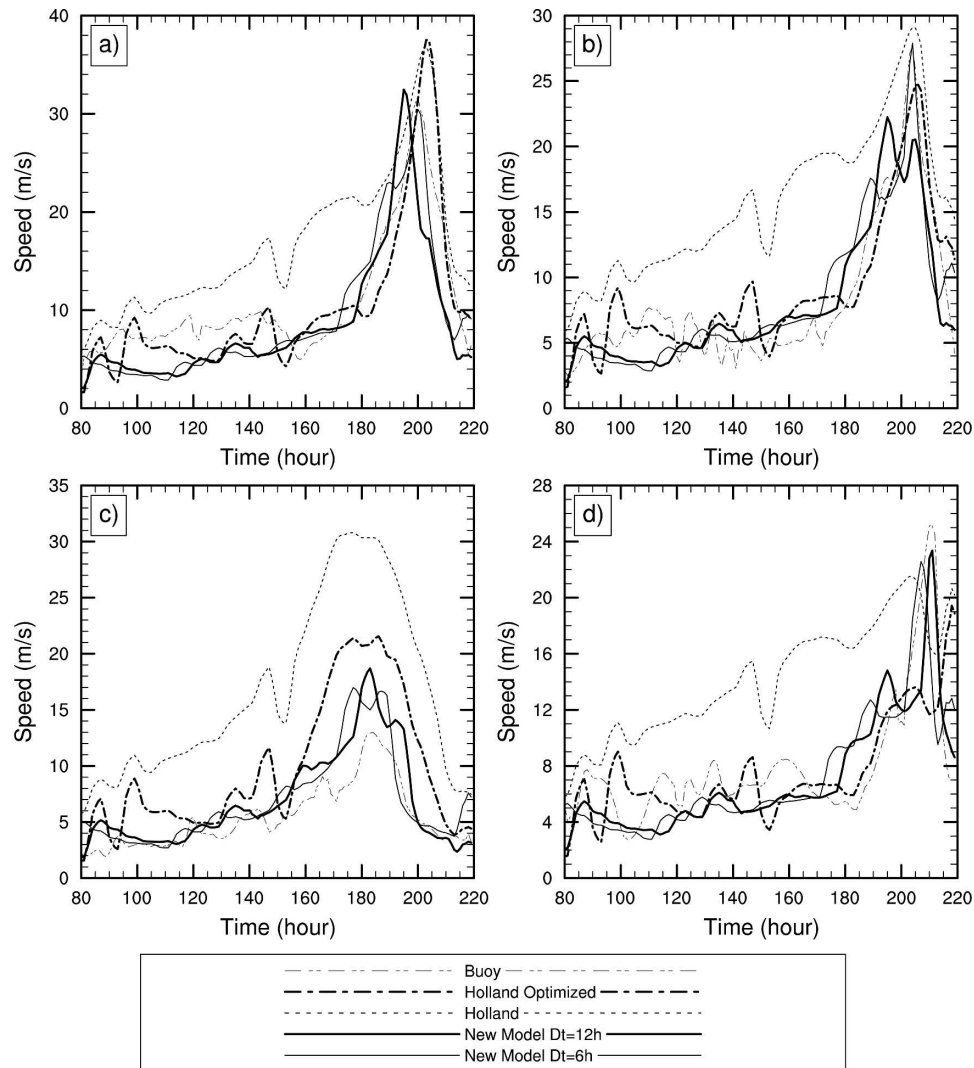 a)
40
30
20
10
0
Speed (m/s)
80 100 120 140 160 180 200 220
Time (hour)
b)
30
25
20
15
10
5
0
Speed (m/s)
80 100 120 140 160 180 200 220
Time (hour)
c)
35
30
25
20
15
10
5
0
Speed (m/s)
80 100 120 140 160 180 200 220
Time (hour)
d)
28
24
20
16
12
8
4
0
Speed (m/s)
80 100 120 140 160 180 200 220
Time (hour)
Buoy
Holland Optimized
Holland
New Model Dt=12h
New Model Dt=6h